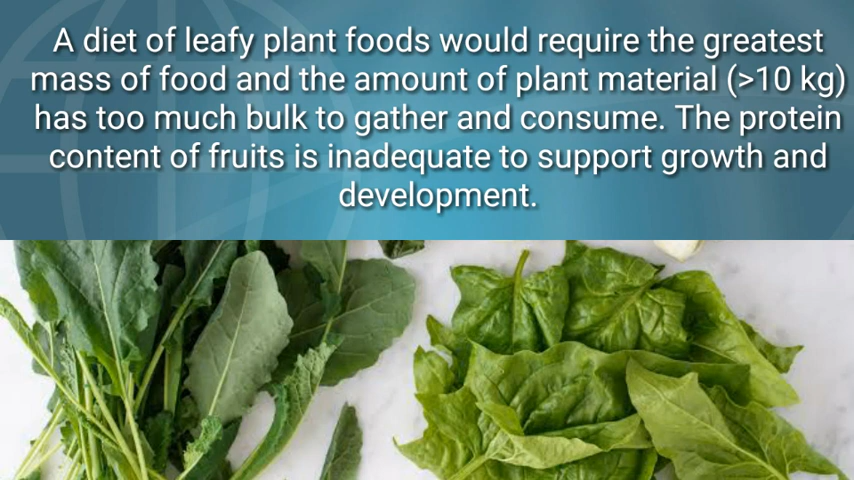 A diet of leafy plant foods would require the greatest
mass of food and the amount of plant material (>10 kg)
has too much bulk to gather and consume. The protein
content of fruits is inadequate to support growth and
development.